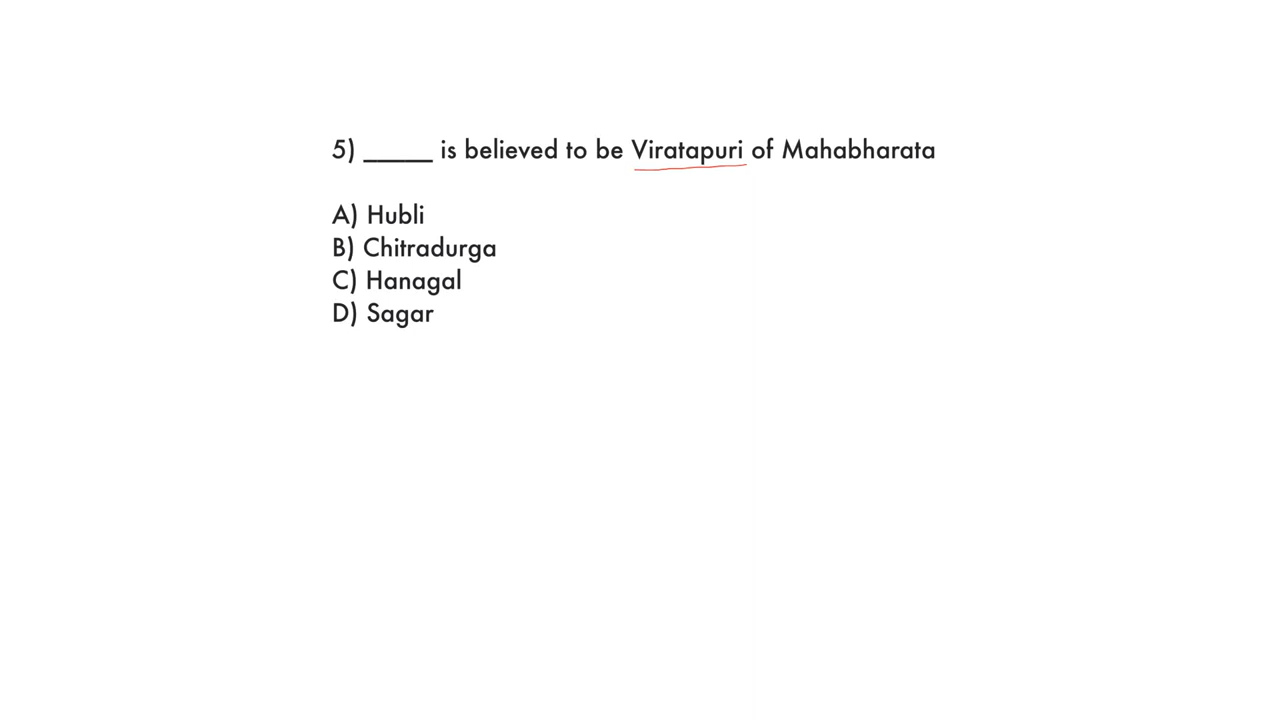 5) _____ is believed to be Viratapuri of Mahabharata
A) Hubli
B) Chitradurga
C) Hanagal
D) Sagar